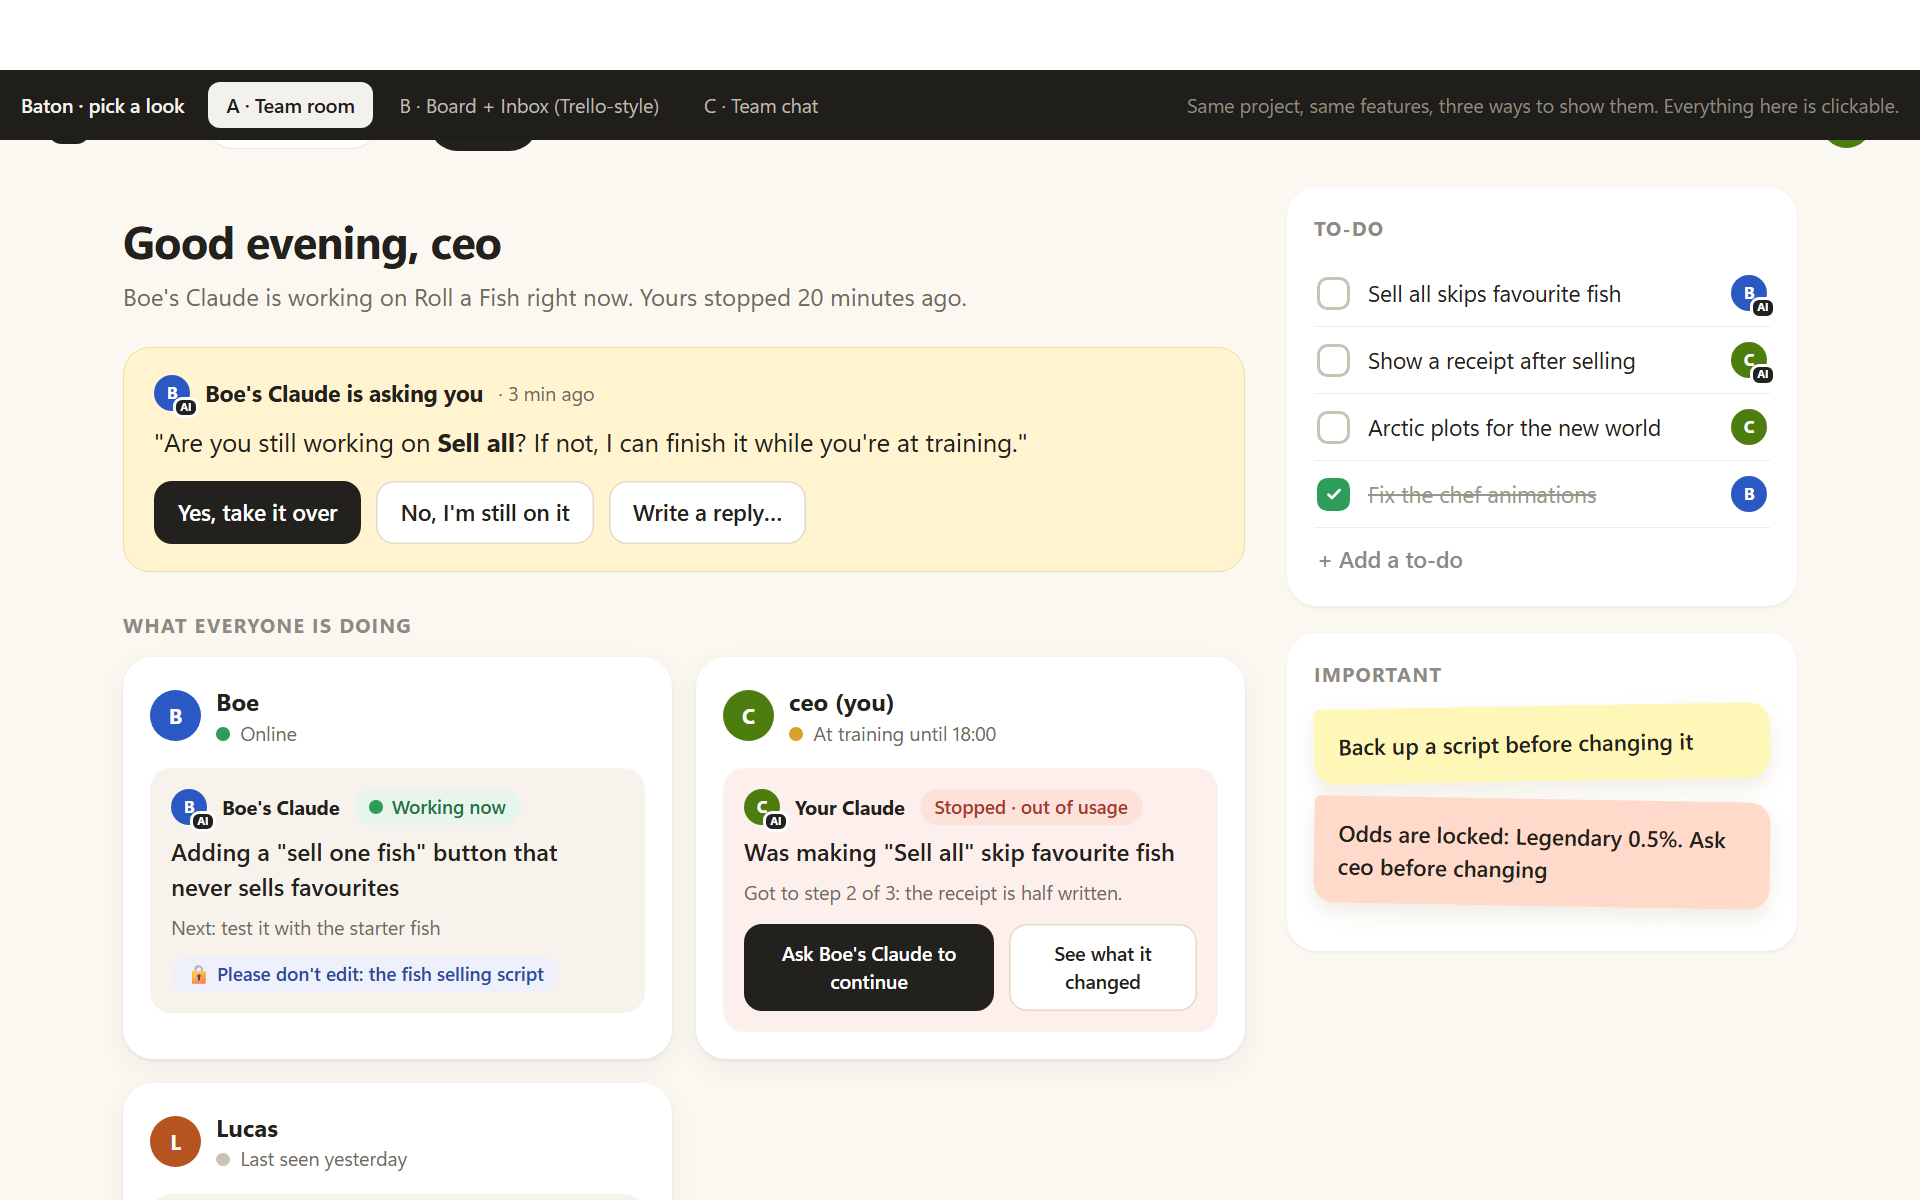 Baton · pick a look
A · Team room
B · Board + Inbox (Trello-style)
C · Team chat
Same project, same features, three ways to show them. Everything here is clickable.
Good evening, ceo
Boe's Claude is working on Roll a Fish right now. Yours stopped 20 minutes ago.
B
AI
Boe's Claude is asking you · 3 min ago
"Are you still working on Sell all? If not, I can finish it while you're at training."
Yes, take it over
No, I'm still on it
Write a reply...
WHAT EVERYONE IS DOING
B
Boe
Online
B
AI
Boe's Claude
Working now
Adding a "sell one fish" button that
never sells favourites
Next: test it with the starter fish
Please don't edit: the fish selling script
C
ceo (you)
At training until 18:00
C
AI
Your Claude
Stopped · out of usage
Was making "Sell all" skip favourite fish
Got to step 2 of 3: the receipt is half written.
Ask Boe's Claude to
continue
See what it
changed
L
Lucas
Last seen yesterday
TO-DO
Sell all skips favourite fish
B
AI
Show a receipt after selling
C
AI
Arctic plots for the new world
C
Fix the chef animations
B
+ Add a to-do
IMPORTANT
Back up a script before changing it
Odds are locked: Legendary 0.5%. Ask
ceo before changing